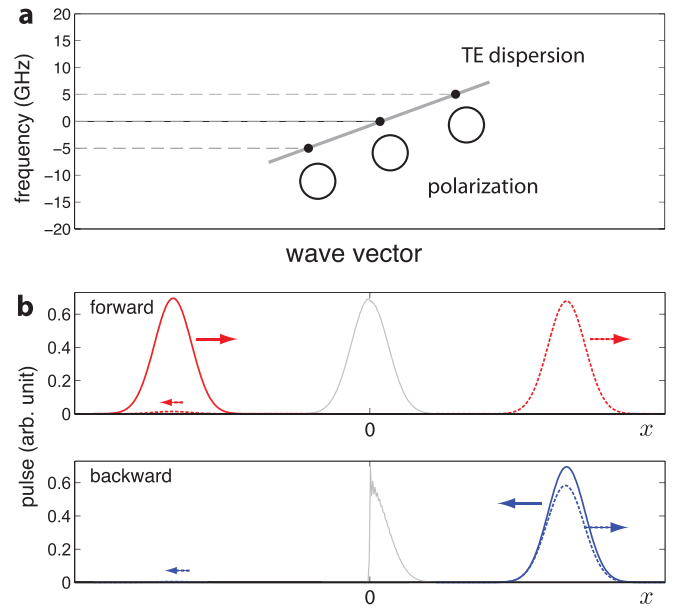 a
20
15
10
5
0
−5
−10
−15
−20
frequency (GHz)
TE dispersion
polarization
wave vector
b
forward
0.6
0.4
0.2
0
0
x
pulse (arb. unit)
backward
0.6
0.4
0.2
0
0
x